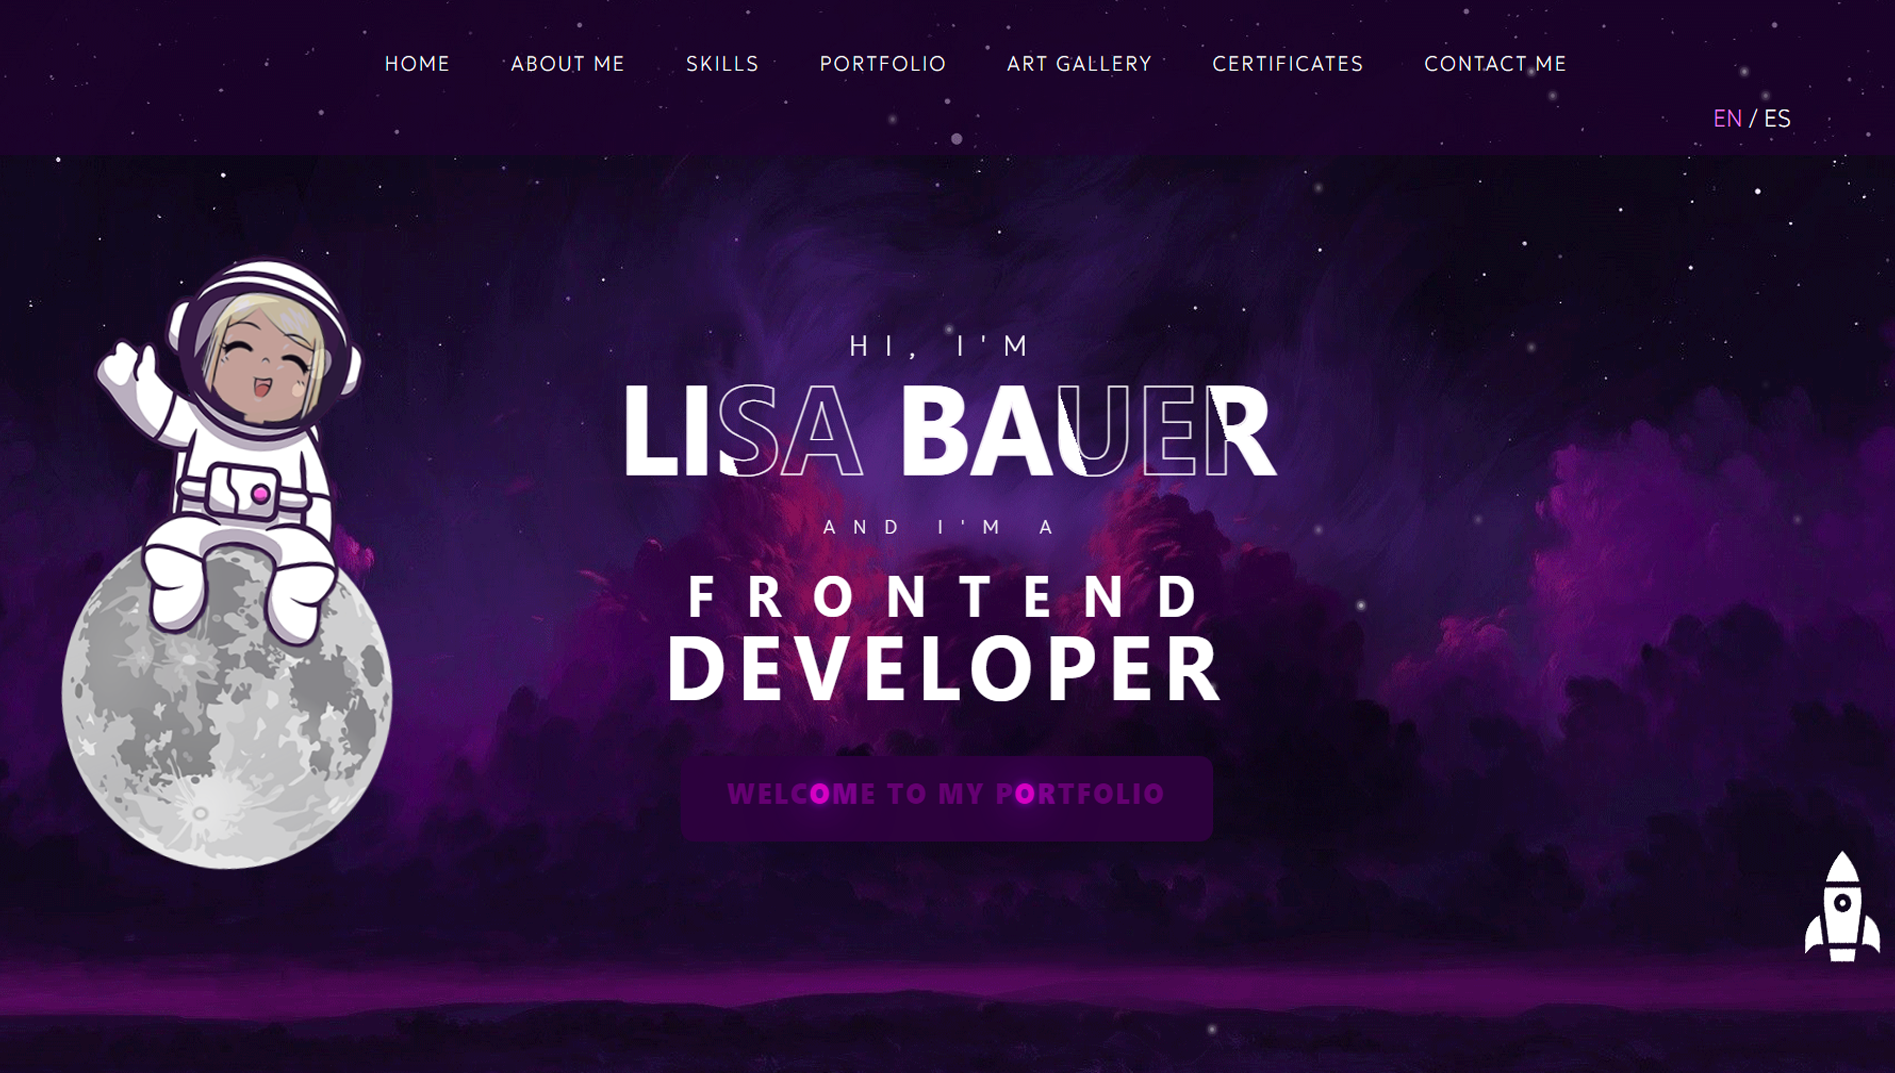 HOME ABOUT ME SKILLS PORTFOLIO ART GALLERY CERTIFICATES CONTACT ME
EN / ES
HI, I'M
LISA BAUER
AND I'M A
FRONTEND
DEVELOPER
WELCOME TO MY PORTFOLIO